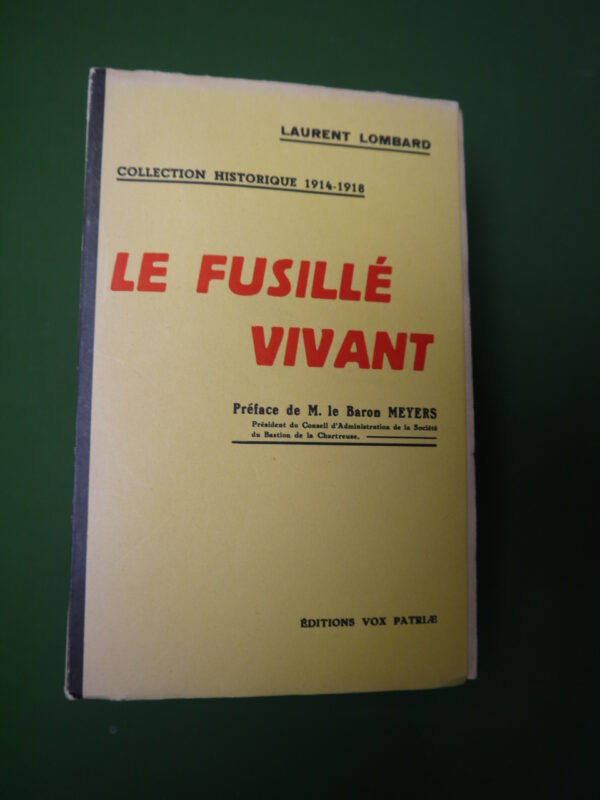 LAURENT LOMBARD
COLLECTION HISTORIQUE 1914-1918
LE FUSILLÉ
VIVANT
Préface de M. le Baron MEYERS
Président du Conseil d'Administration de la Société
du Bastion de la Chartreuse.
ÉDITIONS VOX PATRIÆ